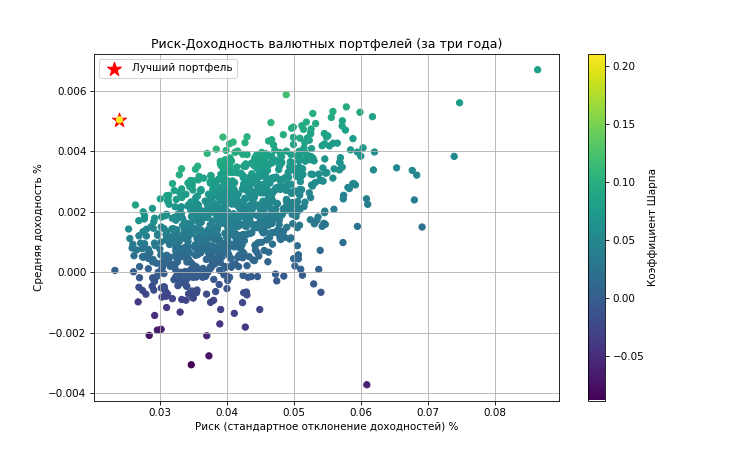 Риск-Доходность валютных портфелей (за три года)
Лучший портфель
Средняя доходность %
0.006
0.004
0.002
0.000
−0.002
−0.004
0.03 0.04 0.05 0.06 0.07 0.08
Риск (стандартное отклонение доходностей) %
0.20
0.15
0.10
0.05
0.00
−0.05
Коэффициент Шарпа